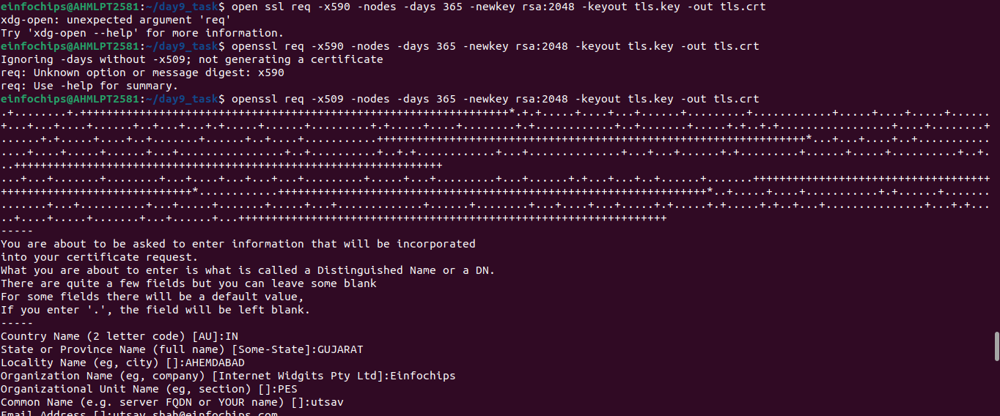 einfochips@AHMLPT2581:~/day9_task$ open ssl req -x590 -nodes -days 365 -newkey rsa:2048 -keyout tls.key -out tls.crt
xdg-open: unexpected argument 'req'
Try 'xdg-open --help' for more information.
einfochips@AHMLPT2581:~/day9_task$ openssl req -x590 -nodes -days 365 -newkey rsa:2048 -keyout tls.key -out tls.crt
Ignoring -days without -x509; not generating a certificate
req: Unknown option or message digest: x590
req: Use -help for summary.
einfochips@AHMLPT2581:~/day9_task$ openssl req -x509 -nodes -days 365 -newkey rsa:2048 -keyout tls.key -out tls.crt
-----
You are about to be asked to enter information that will be incorporated
into your certificate request.
What you are about to enter is what is called a Distinguished Name or a DN.
There are quite a few fields but you can leave some blank
For some fields there will be a default value,
If you enter '.', the field will be left blank.
-----
Country Name (2 letter code) [AU]:IN
State or Province Name (full name) [Some-State]:GUJARAT
Locality Name (eg, city) []:AHEMDABAD
Organization Name (eg, company) [Internet Widgits Pty Ltd]:Einfochips
Organizational Unit Name (eg, section) []:PES
Common Name (e.g. server FQDN or YOUR name) []:utsav
Email Address []:utsav.shah@einfochips.com